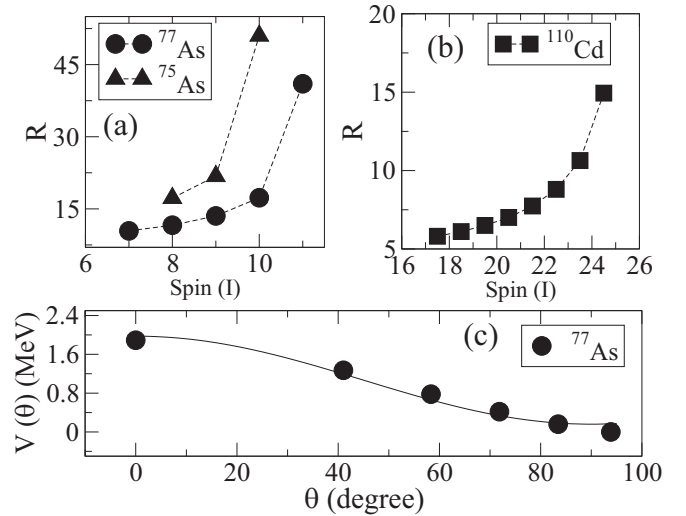 77As
75As
(a)
R
45
30
15
6 8 10
Spin (I)
(b)
110Cd
R
20
15
10
5
16 18 20 22 24 26
Spin (I)
(c)
77As
V (θ) (MeV)
2.4
1.6
0.8
0
0 20 40 60 80 100
θ (degree)